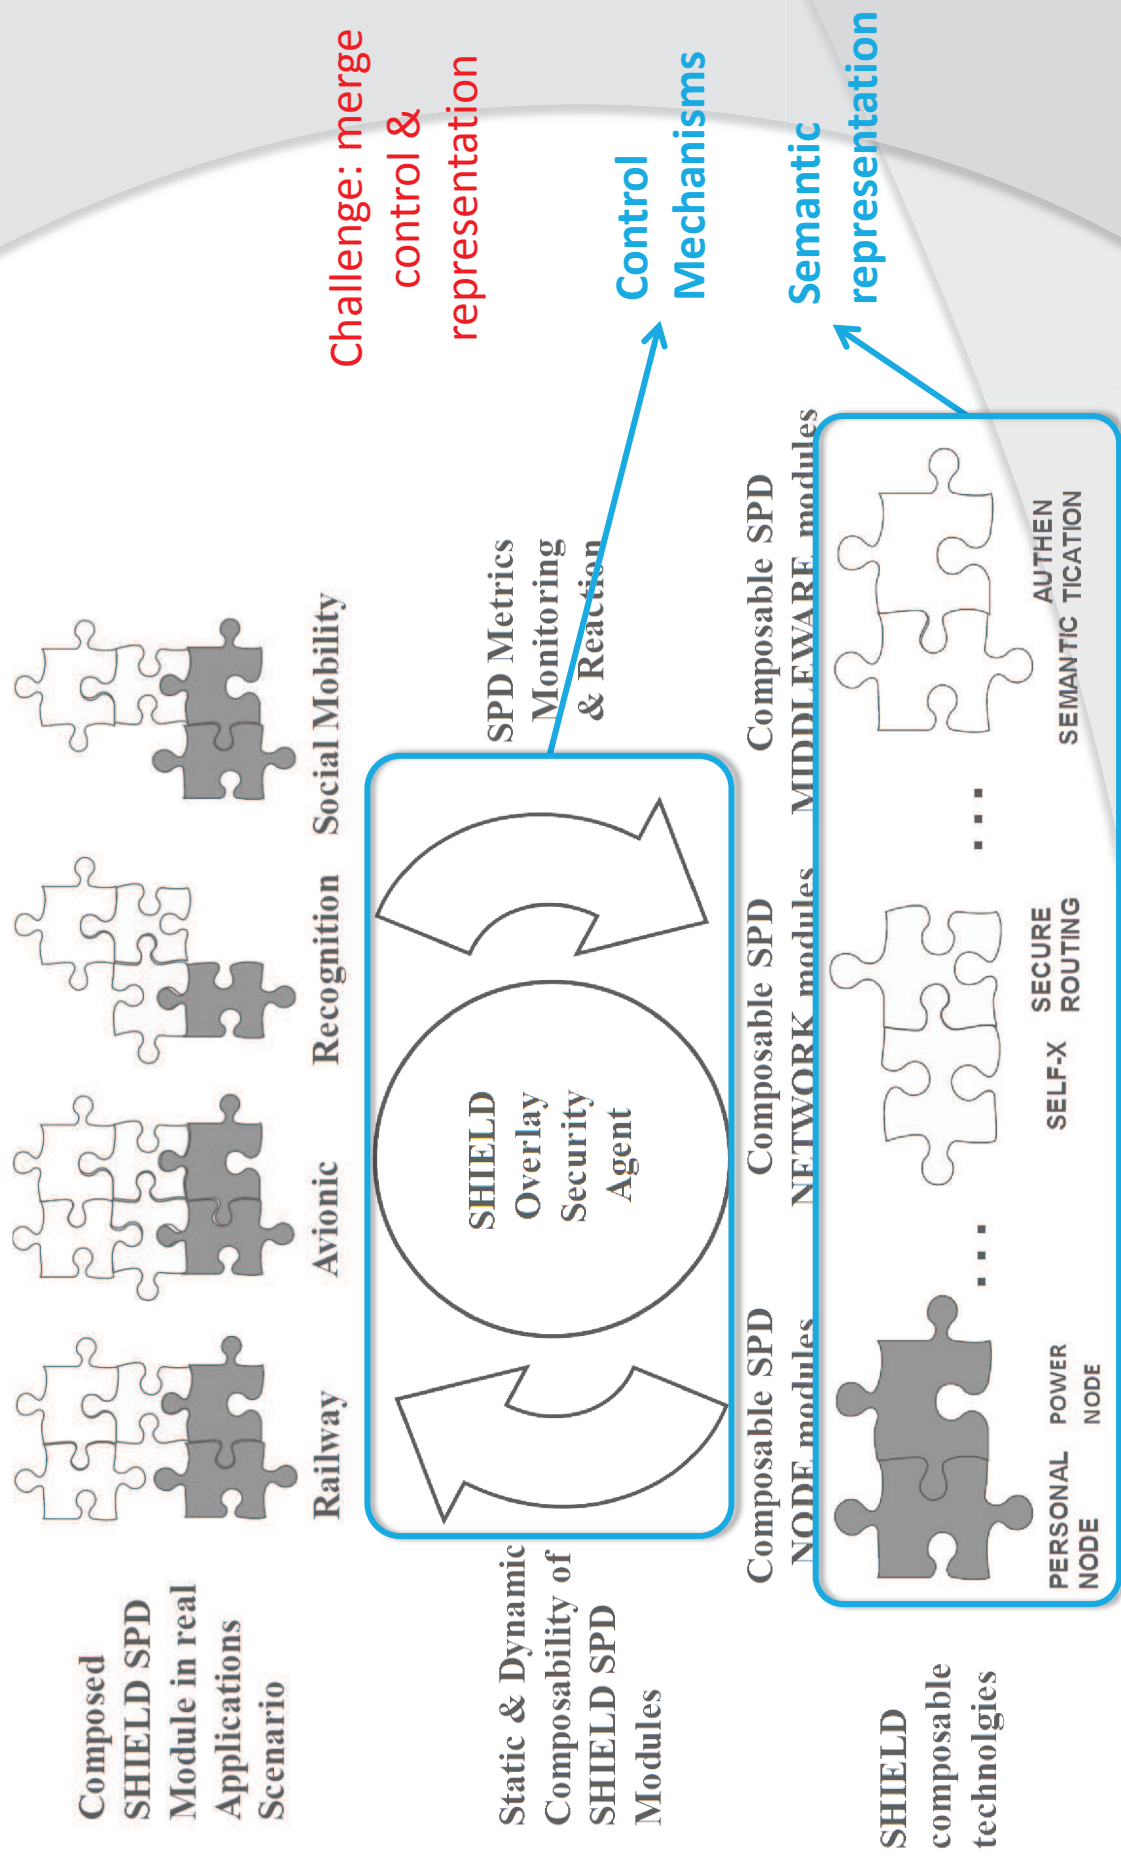 Composed
SHIELD SPD
Module in real
Applications
Scenario
Railway
Avionic
Recognition
Social Mobility
Challenge: merge
control &
representation
Static & Dynamic
Composability of
SHIELD SPD
Modules
SHIELD
Overlay
Security
Agent
SPD Metrics
Monitoring
& Reaction
Control
Mechanisms
Composable SPD
NODE modules
Composable SPD
NETWORK modules
Composable SPD
MIDDLEWARE modules
Semantic
representation
SHIELD
composable
technolgies
PERSONAL
NODE
POWER
NODE
...
SELF-X
SECURE
ROUTING
...
SEMANTIC
AUTHEN
TICATION